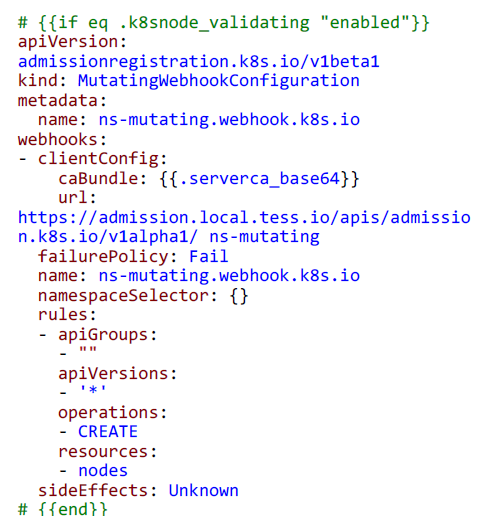 # {{if eq .k8snode_validating "enabled"}}
apiVersion:
admissionregistration.k8s.io/v1beta1
kind: MutatingWebhookConfiguration
metadata:
  name: ns-mutating.webhook.k8s.io
webhooks:
- clientConfig:
    caBundle: {{.serverca_base64}}
    url:
https://admission.local.tess.io/apis/admissio
n.k8s.io/v1alpha1/ ns-mutating
  failurePolicy: Fail
  name: ns-mutating.webhook.k8s.io
  namespaceSelector: {}
  rules:
  - apiGroups:
    - ""
    apiVersions:
    - '*'
    operations:
    - CREATE
    resources:
    - nodes
  sideEffects: Unknown
# {{end}}